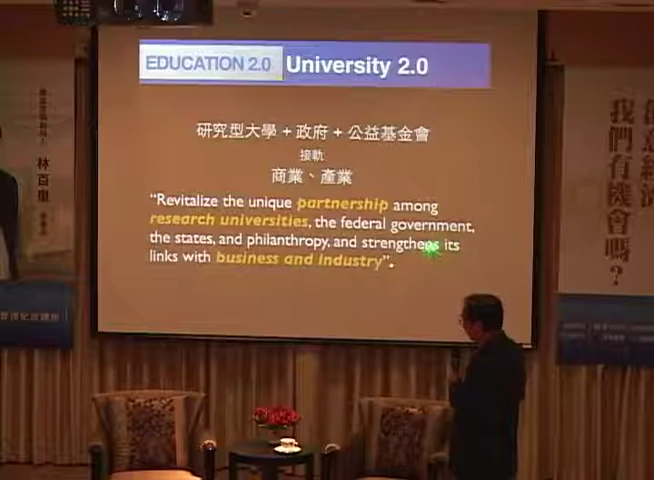 EDUCATION 2.0 University 2.0
研究型大學 + 政府 + 公益基金會
接軌
商業、產業
“Revitalize the unique partnership among
research universities, the federal government,
the states, and philanthropy, and strengthens its
links with business and industry”.
林百里
我們有機會嗎?